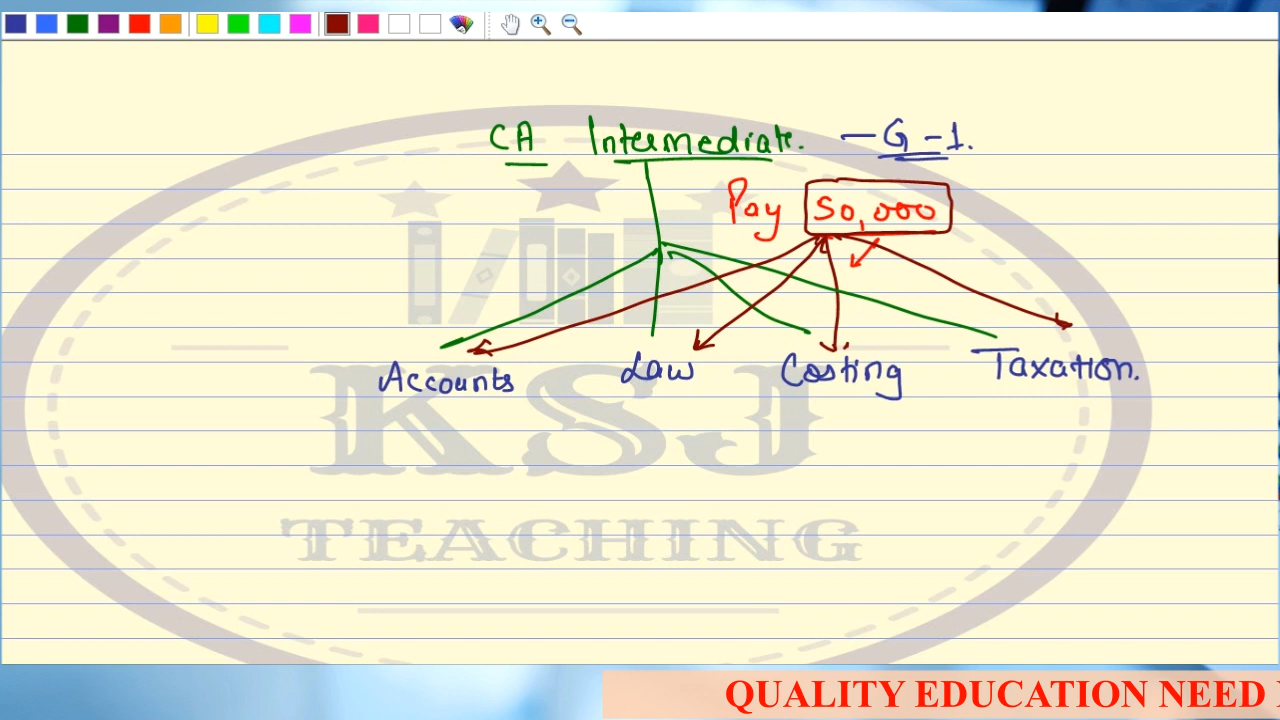 CA Intermediate. - G-1.
Pay 50,000
Accounts Law Costing Taxation.
KSJ
TEACHING
QUALITY EDUCATION NEED